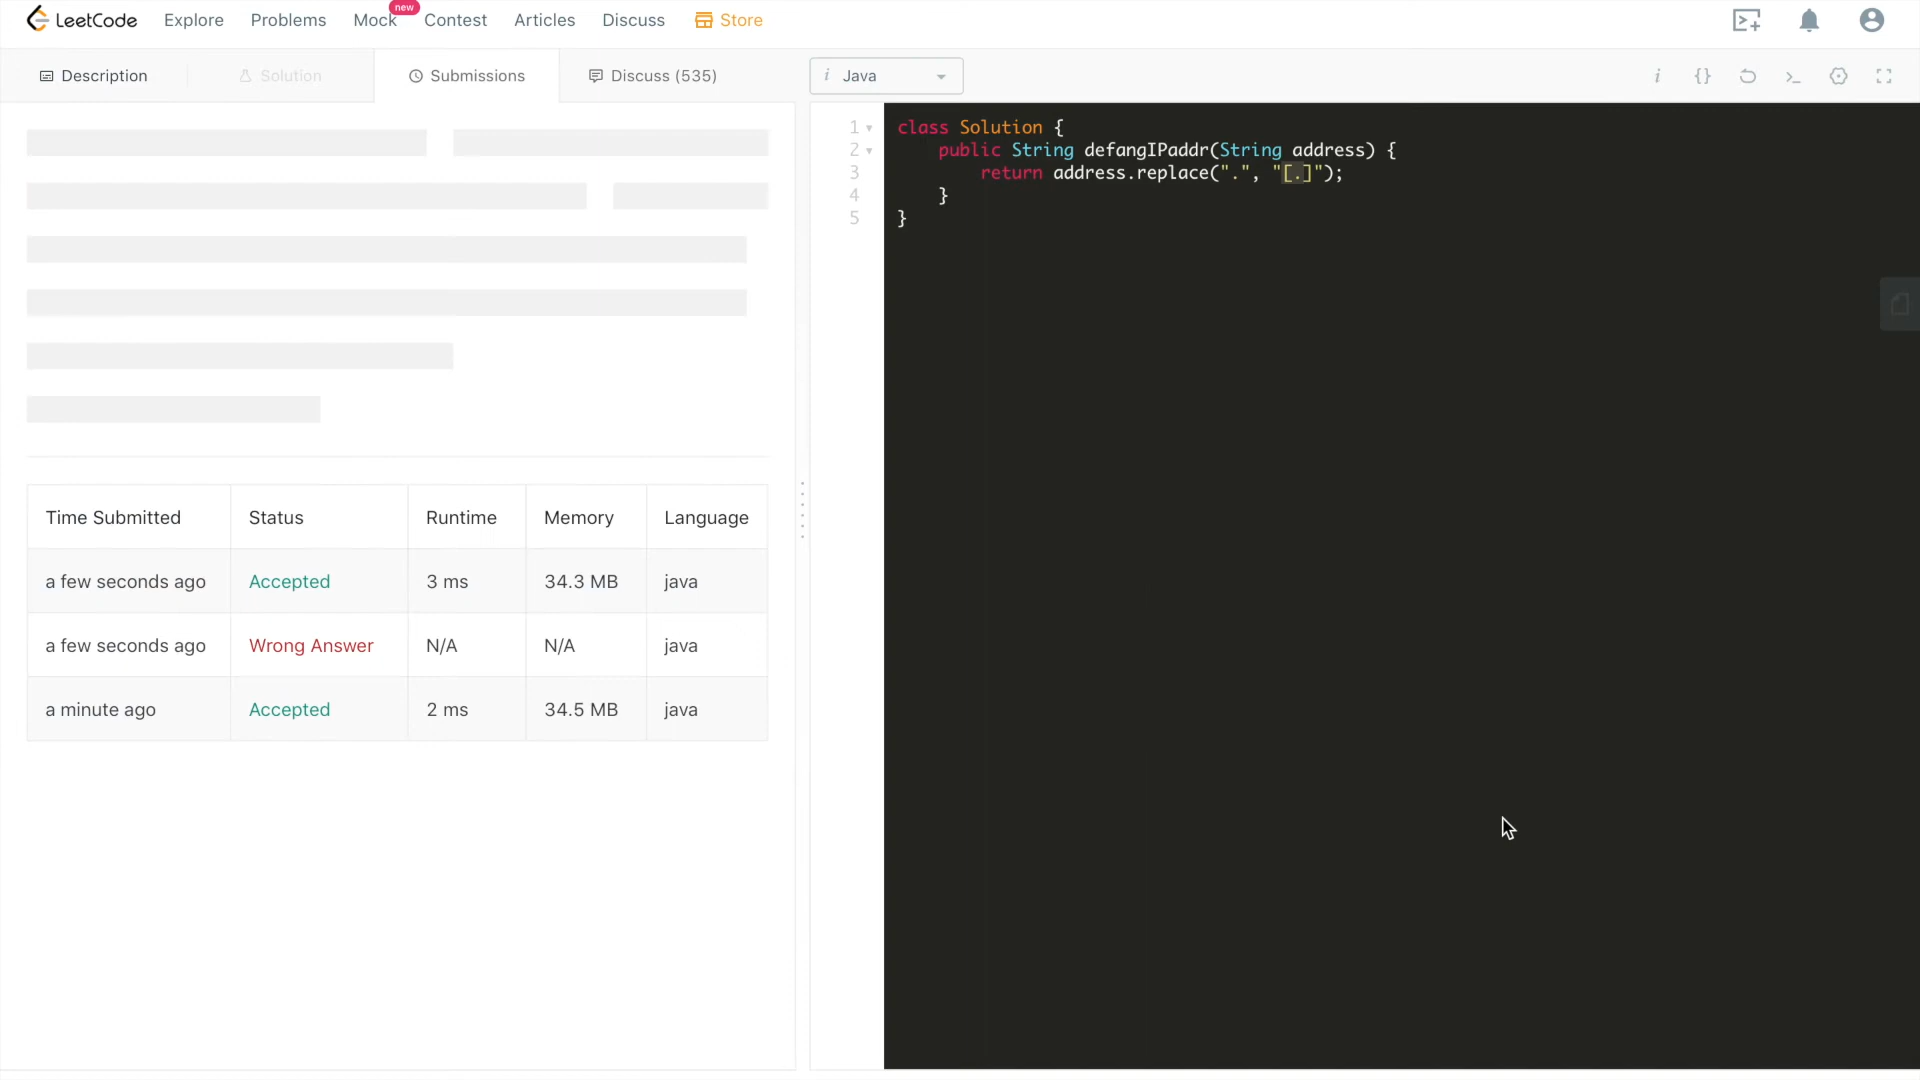 LeetCode Explore Problems Mock new Contest Articles Discuss Store
Description Solution Submissions Discuss (535) i Java
1 class Solution {
2 public String defangIPaddr(String address) {
3 return address.replace(".", "[.]");
4 }
5 }
Time Submitted Status Runtime Memory Language
a few seconds ago Accepted 3 ms 34.3 MB java
a few seconds ago Wrong Answer N/A N/A java
a minute ago Accepted 2 ms 34.5 MB java